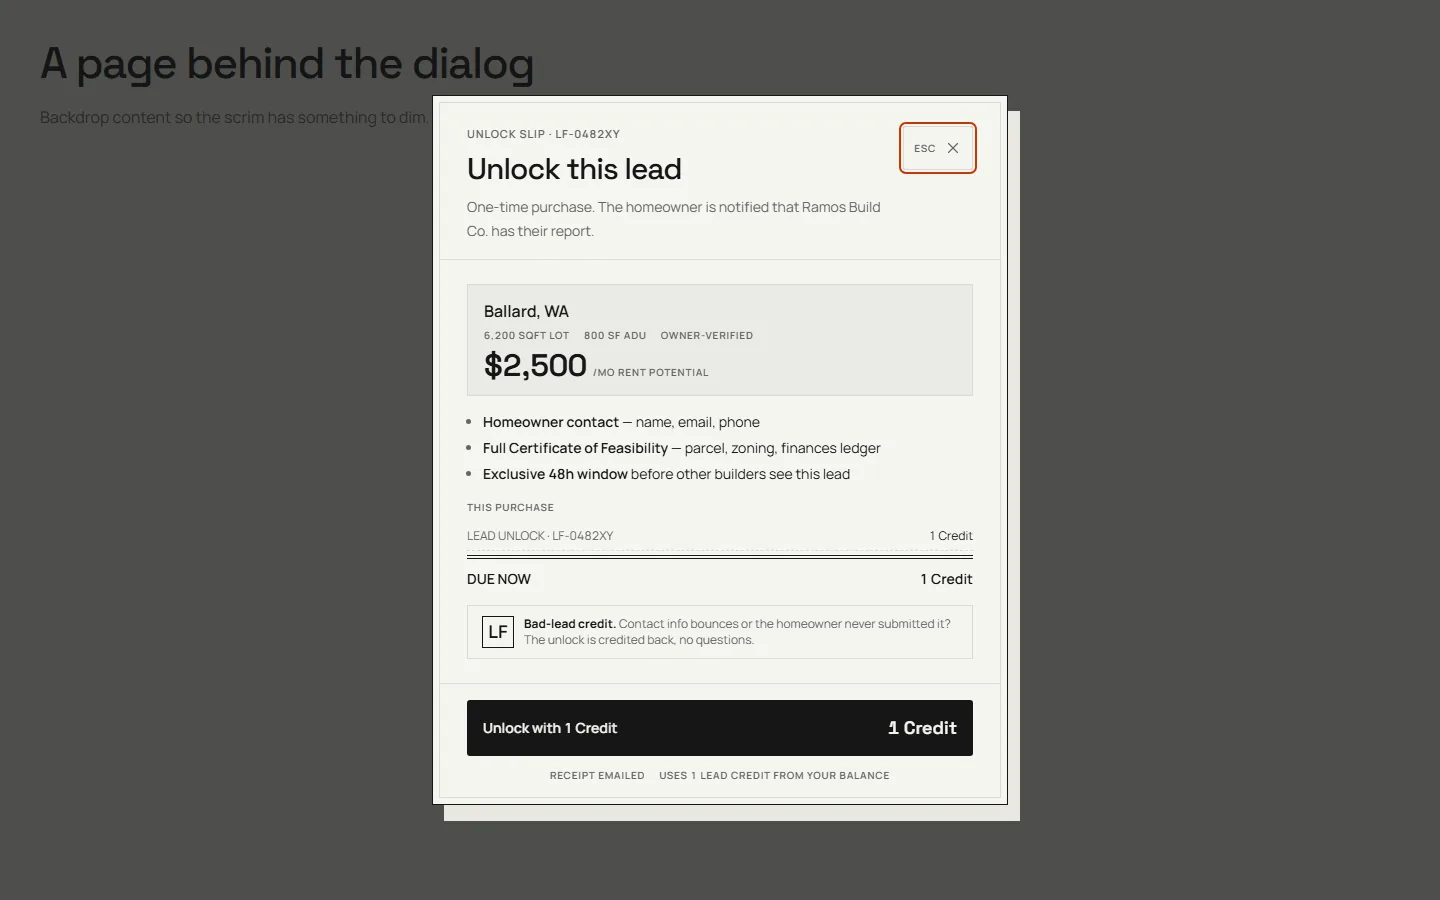 A page behind the dialog
Backdrop content so the scrim has something to dim.
UNLOCK SLIP · LF-0482XY
ESC
Unlock this lead
One-time purchase. The homeowner is notified that Ramos Build
Co. has their report.
Ballard, WA
6,200 SQFT LOT 800 SF ADU OWNER-VERIFIED
$2,500 /MO RENT POTENTIAL
• Homeowner contact — name, email, phone
• Full Certificate of Feasibility — parcel, zoning, finances ledger
• Exclusive 48h window before other builders see this lead
THIS PURCHASE
LEAD UNLOCK · LF-0482XY 1 Credit
DUE NOW 1 Credit
LF
Bad-lead credit. Contact info bounces or the homeowner never submitted it?
The unlock is credited back, no questions.
Unlock with 1 Credit 1 Credit
RECEIPT EMAILED USES 1 LEAD CREDIT FROM YOUR BALANCE